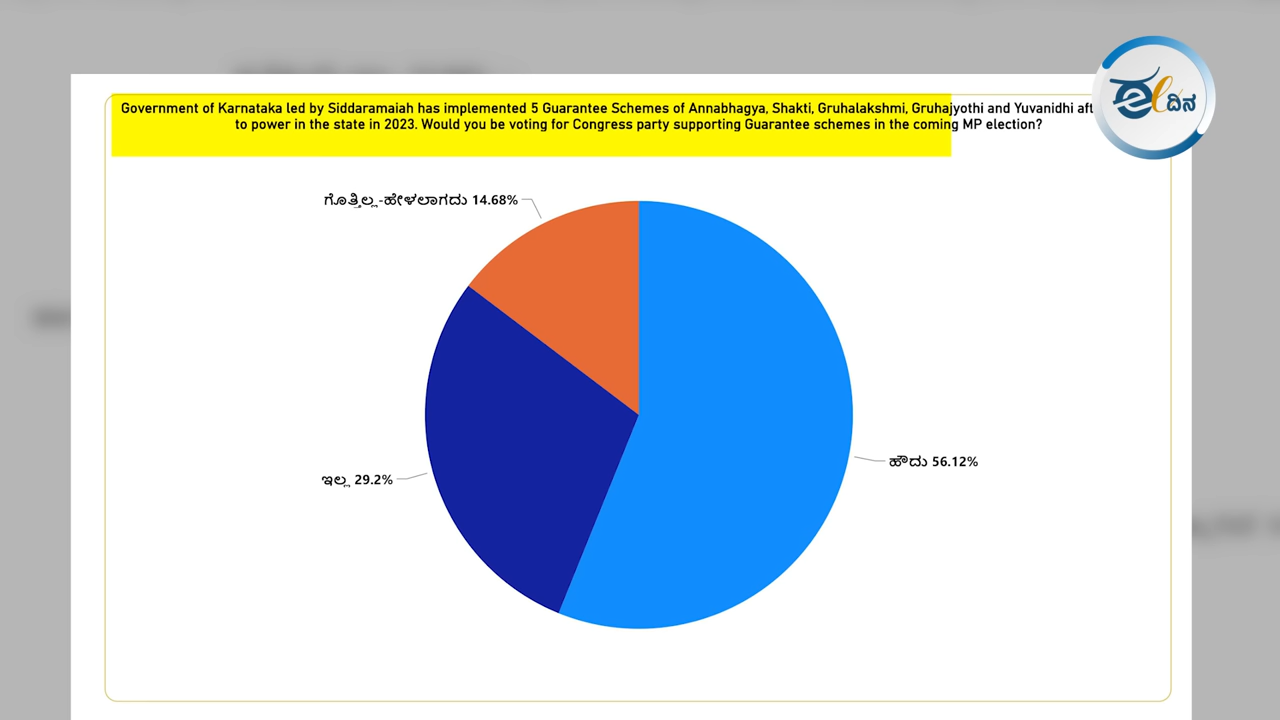 Government of Karnataka led by Siddaramaiah has implemented 5 Guarantee Schemes of Annabhagya, Shakti, Gruhalakshmi, Gruhajyothi and Yuvanidhi
to power in the state in 2023. Would you be voting for Congress party supporting Guarantee schemes in the coming MP election?
ಈ ದಿನ
ಗೊತ್ತಿಲ್ಲ-ಹೇಳಲಾಗದು 14.68%
ಹೌದು 56.12%
ಇಲ್ಲ 29.2%